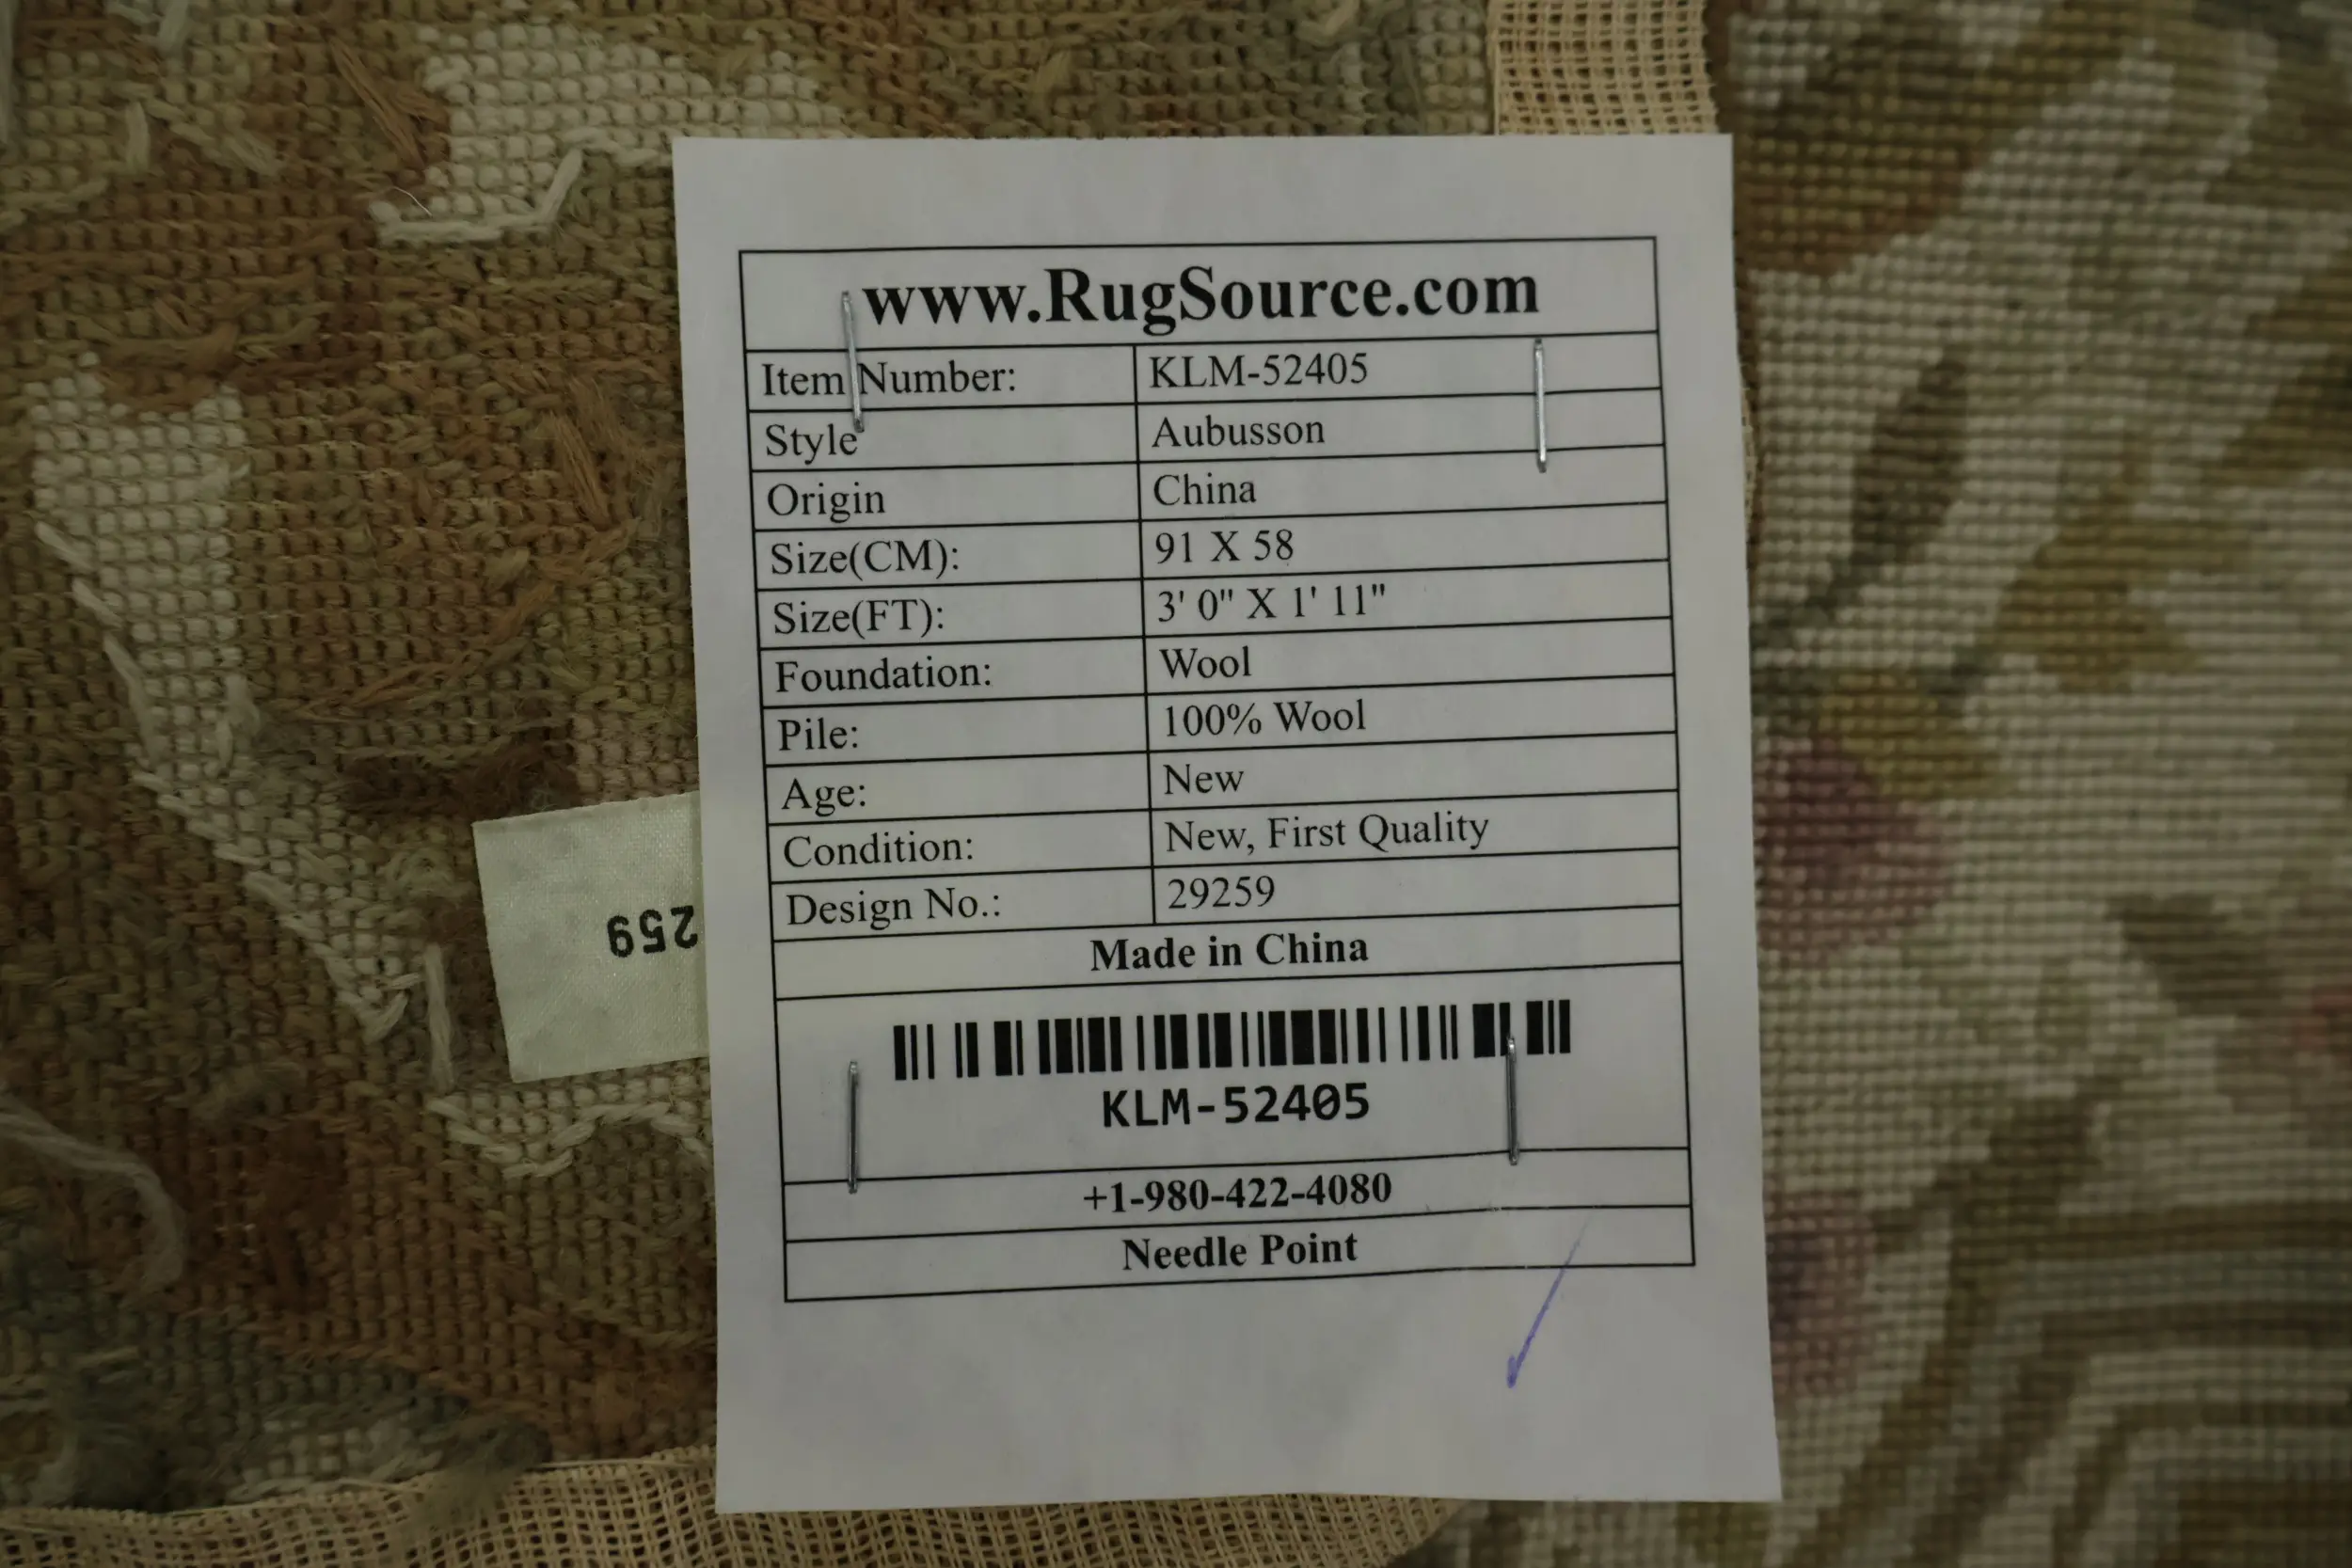 www.RugSource.com
Item Number: KLM-52405
Style Aubusson
Origin China
Size(CM): 91 X 58
Size(FT): 3' 0" X 1' 11"
Foundation: Wool
Pile: 100% Wool
Age: New
Condition: New, First Quality
Design No.: 29259
Made in China
KLM-52405
+1-980-422-4080
Needle Point
259